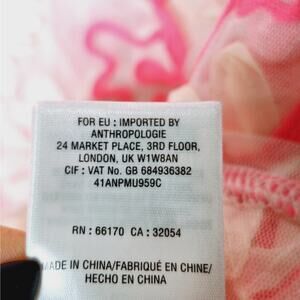 FOR EU : IMPORTED BY
ANTHROPOLOGIE
24 MARKET PLACE, 3RD FLOOR,
LONDON, UK W1W8AN
CIF : VAT No. GB 684936382
41ANPMU959C
RN : 66170 CA : 32054
MADE IN CHINA/FABRIQUÉ EN CHINE/
HECHO EN CHINA